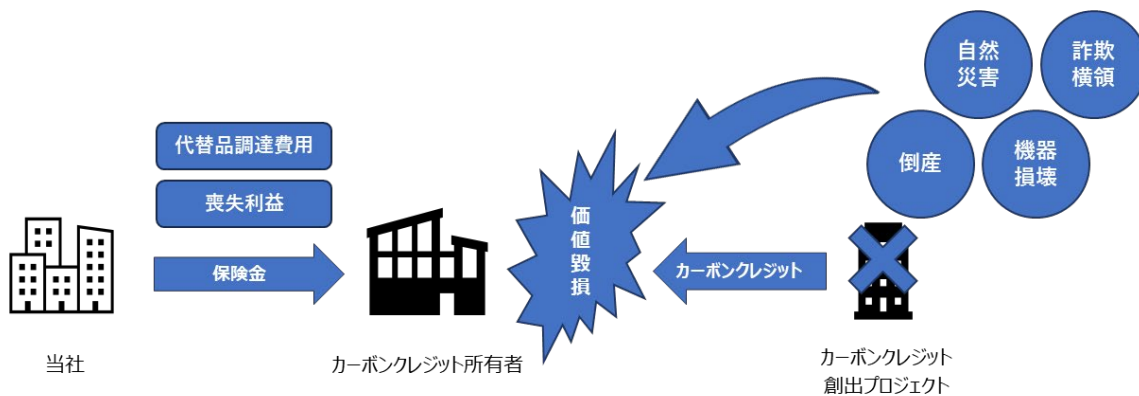 自然
災害
詐欺
横領
倒産
機器
損壊
代替品調達費用
喪失利益
保険金
価
値
毀
損
カーボンクレジット
当社
カーボンクレジット所有者
カーボンクレジット
創出プロジェクト